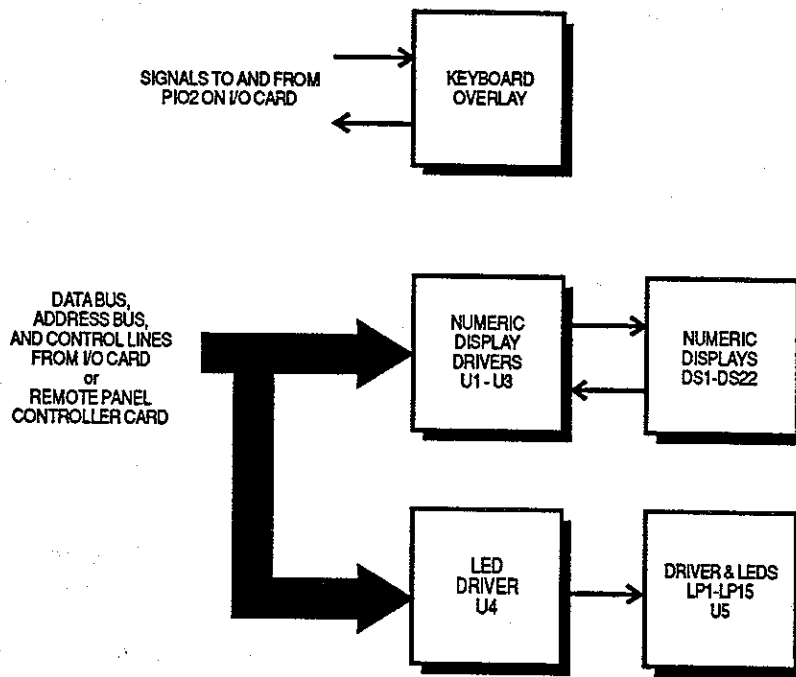 SIGNALS TO AND FROM
PIO2 ON I/O CARD
KEYBOARD
OVERLAY
DATA BUS,
ADDRESS BUS,
AND CONTROL LINES
FROM I/O CARD
or
REMOTE PANEL
CONTROLLER CARD
NUMERIC
DISPLAY
DRIVERS
U1 - U3
NUMERIC
DISPLAYS
DS1-DS22
LED
DRIVER
U4
DRIVER & LEDS
LP1-LP15
U5